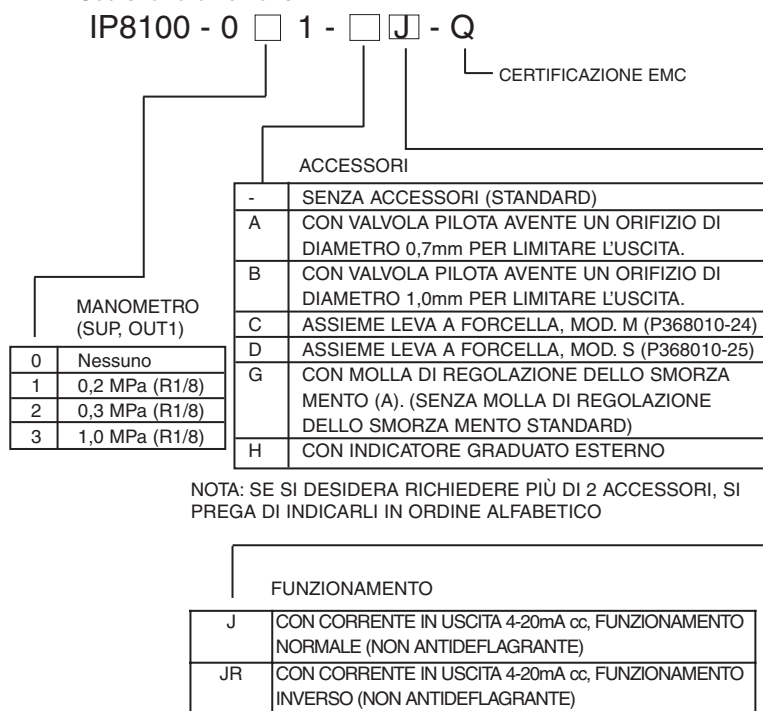 IP8100 - 0 □ 1 - □ J - Q
CERTIFICAZIONE EMC
ACCESSORI
- SENZA ACCESSORI (STANDARD)
A CON VALVOLA PILOTA AVENTE UN ORIFIZIO DI
DIAMETRO 0,7mm PER LIMITARE L'USCITA.
B CON VALVOLA PILOTA AVENTE UN ORIFIZIO DI
DIAMETRO 1,0mm PER LIMITARE L'USCITA.
C ASSIEME LEVA A FORCELLA, MOD. M (P368010-24)
D ASSIEME LEVA A FORCELLA, MOD. S (P368010-25)
G CON MOLLA DI REGOLAZIONE DELLO SMORZA
MENTO (A). (SENZA MOLLA DI REGOLAZIONE
DELLO SMORZA MENTO STANDARD)
H CON INDICATORE GRADUATO ESTERNO
MANOMETRO
(SUP, OUT1)
0 Nessuno
1 0,2 MPa (R1/8)
2 0,3 MPa (R1/8)
3 1,0 MPa (R1/8)
NOTA: SE SI DESIDERA RICHIEDERE PIÙ DI 2 ACCESSORI, SI
PREGA DI INDICARLI IN ORDINE ALFABETICO
FUNZIONAMENTO
J CON CORRENTE IN USCITA 4-20mA cc, FUNZIONAMENTO
NORMALE (NON ANTIDEFLAGRANTE)
JR CON CORRENTE IN USCITA 4-20mA cc, FUNZIONAMENTO
INVERSO (NON ANTIDEFLAGRANTE)